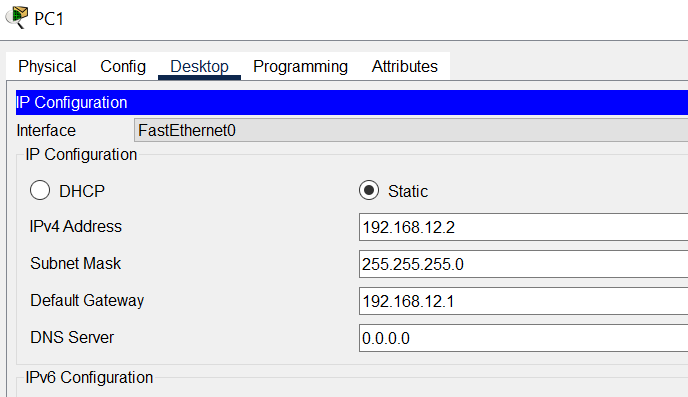 PC1
Physical Config Desktop Programming Attributes
IP Configuration
Interface FastEthernet0
IP Configuration
DHCP Static
IPv4 Address 192.168.12.2
Subnet Mask 255.255.255.0
Default Gateway 192.168.12.1
DNS Server 0.0.0.0
IPv6 Configuration